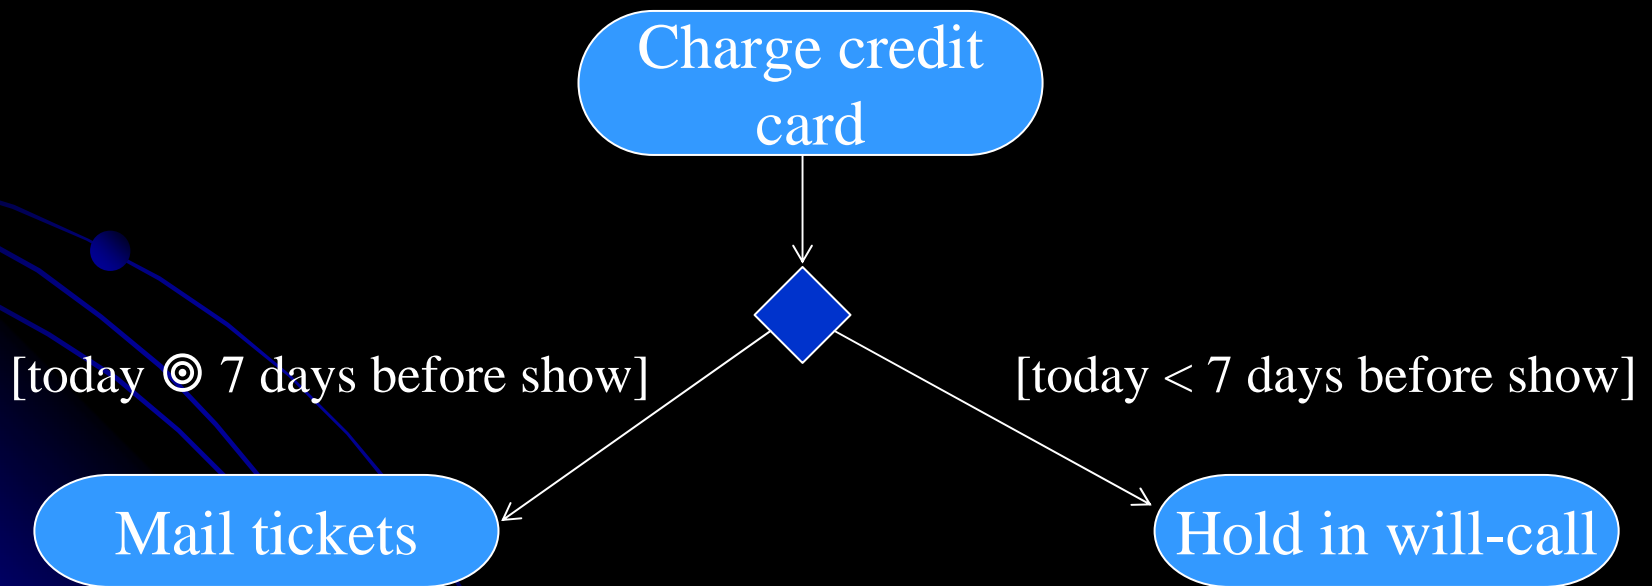 Charge credit
card
[today ⌾ 7 days before show]
[today < 7 days before show]
Mail tickets
Hold in will-call